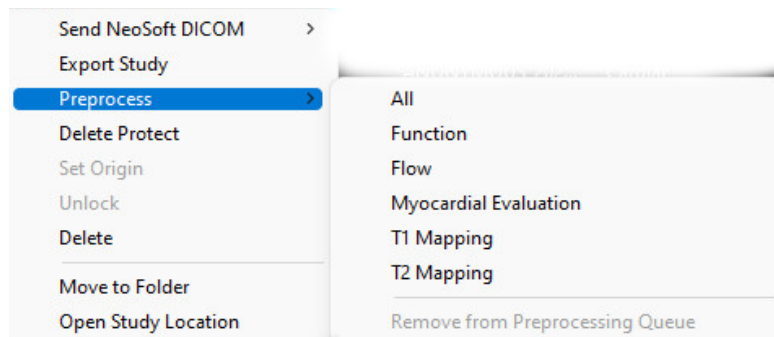 Send NeoSoft DICOM >
Export Study
Preprocess >
Delete Protect
Set Origin
Unlock
Delete
Move to Folder
Open Study Location
All
Function
Flow
Myocardial Evaluation
T1 Mapping
T2 Mapping
Remove from Preprocessing Queue